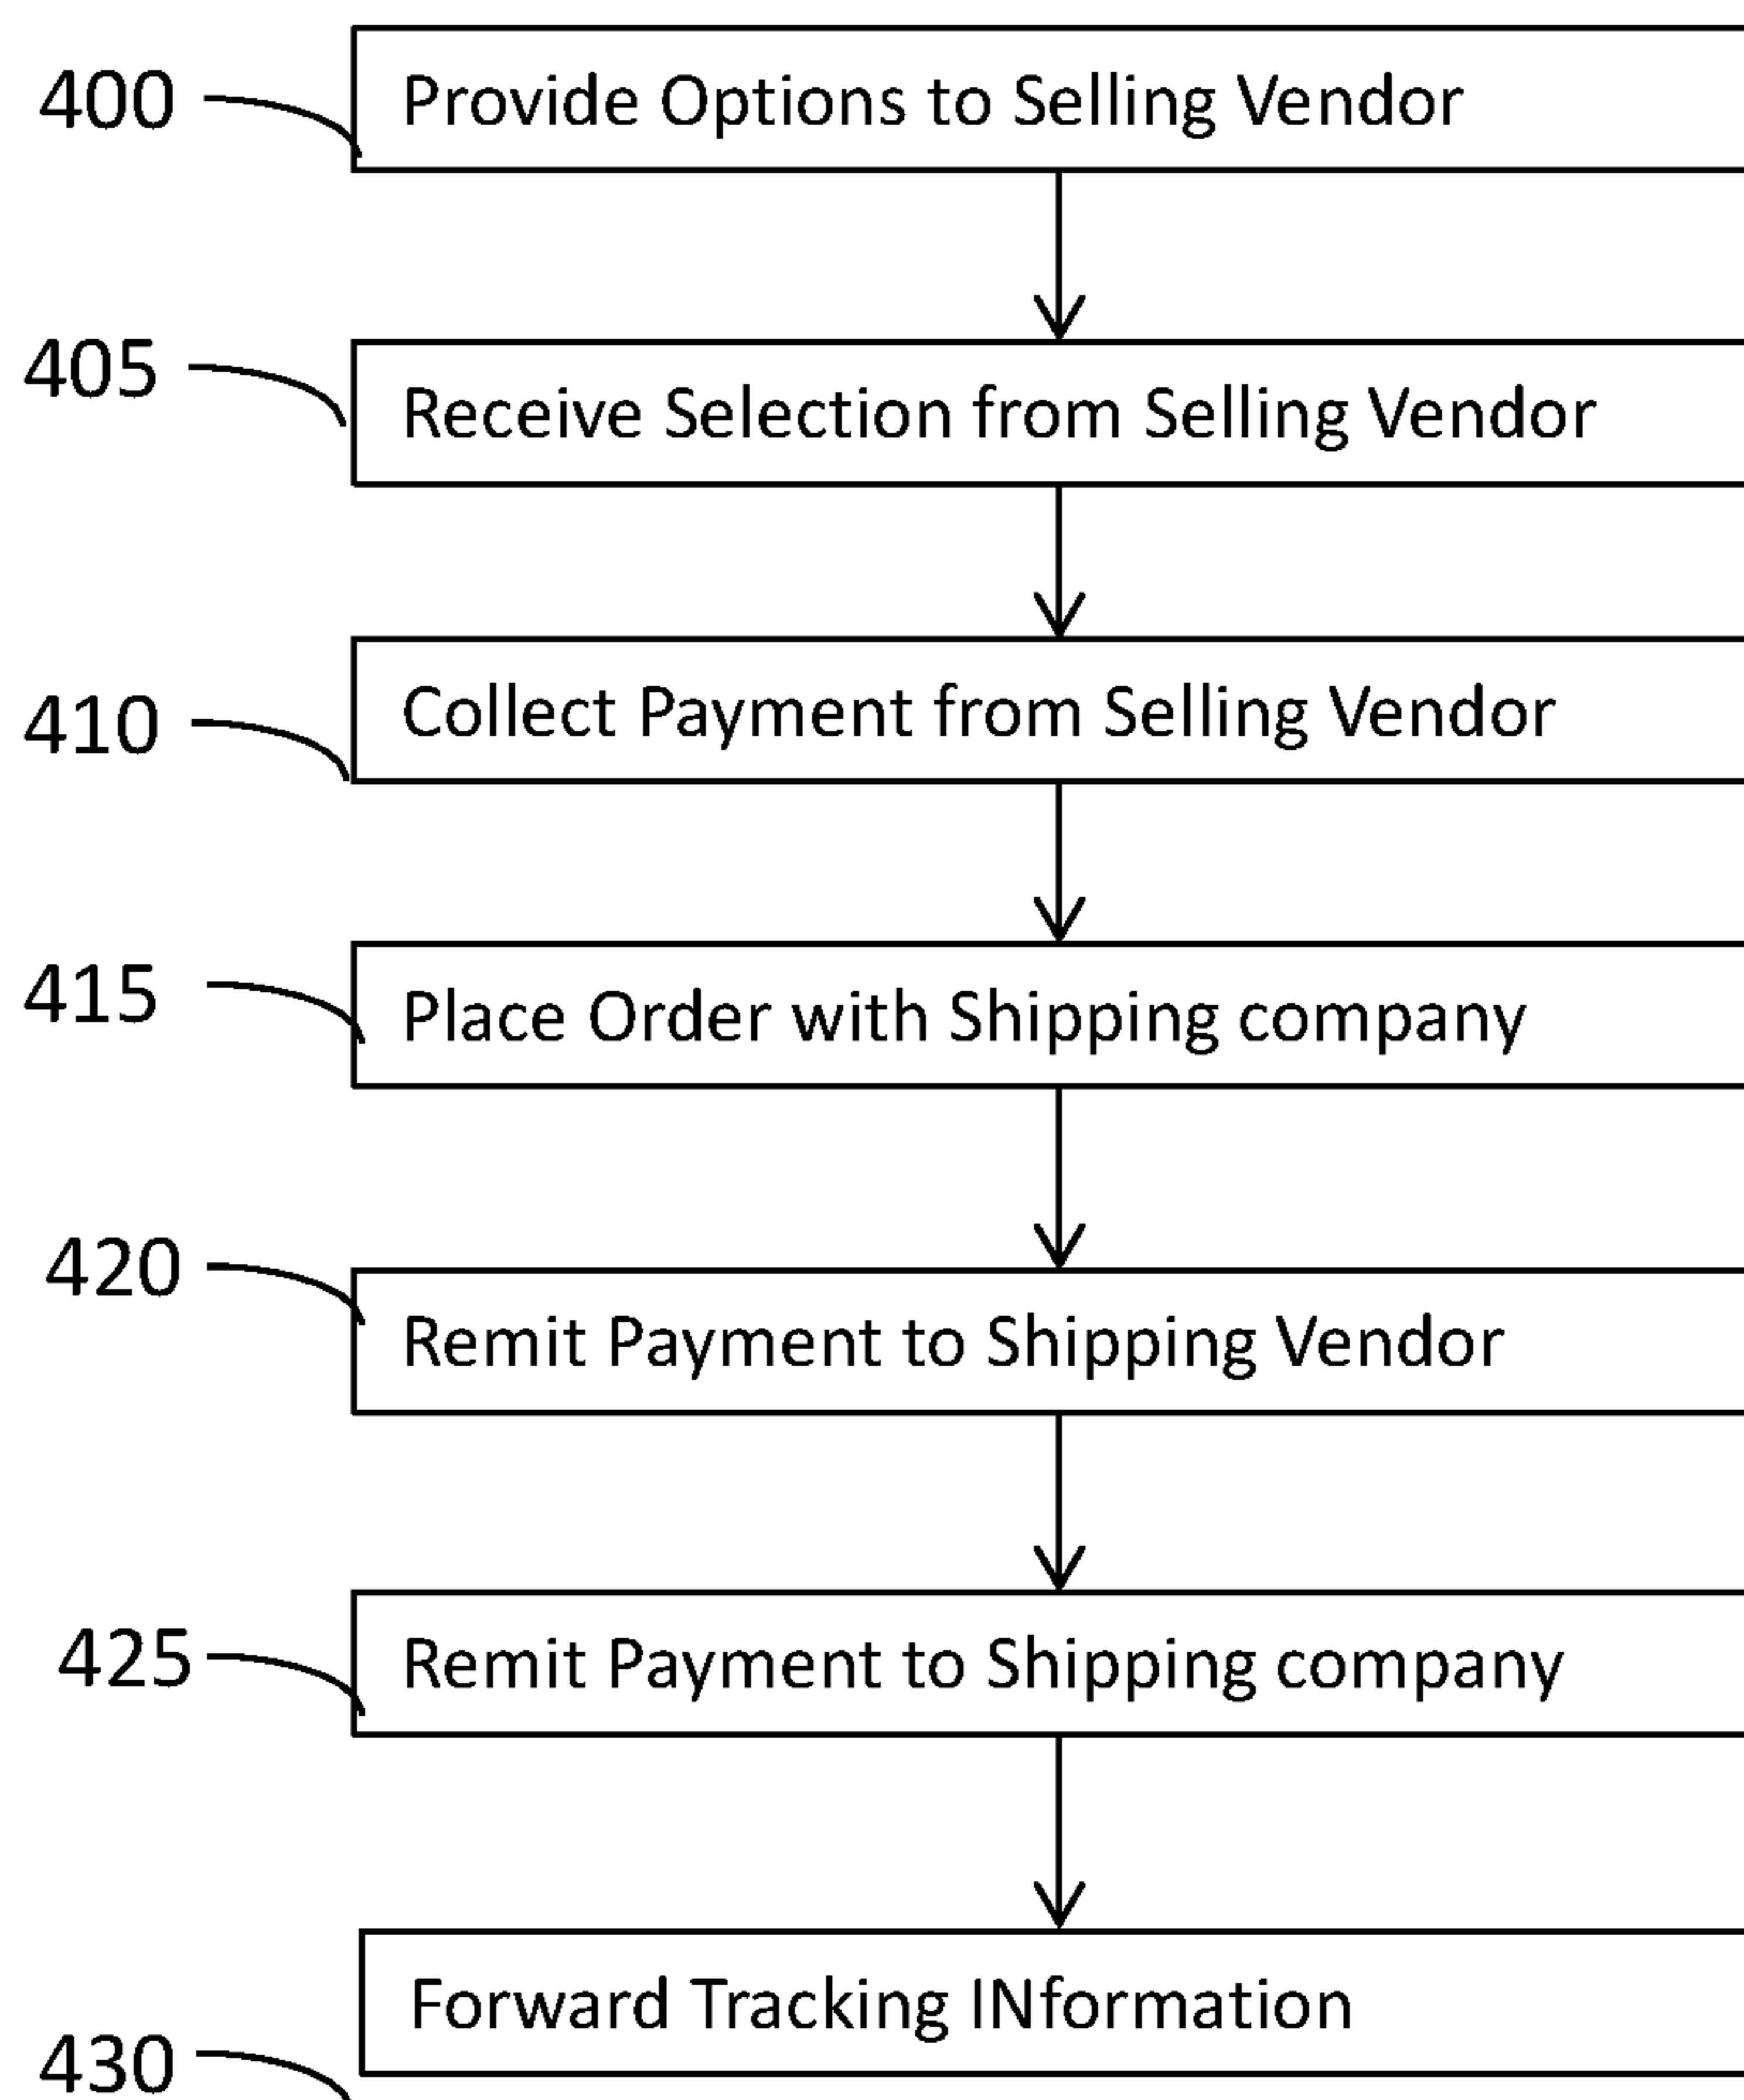 400 Provide Options to Selling Vendor
405 Receive Selection from Selling Vendor
410 Collect Payment from Selling Vendor
415 Place Order with Shipping company
420 Remit Payment to Shipping Vendor
425 Remit Payment to Shipping company
Forward Tracking INformation
430